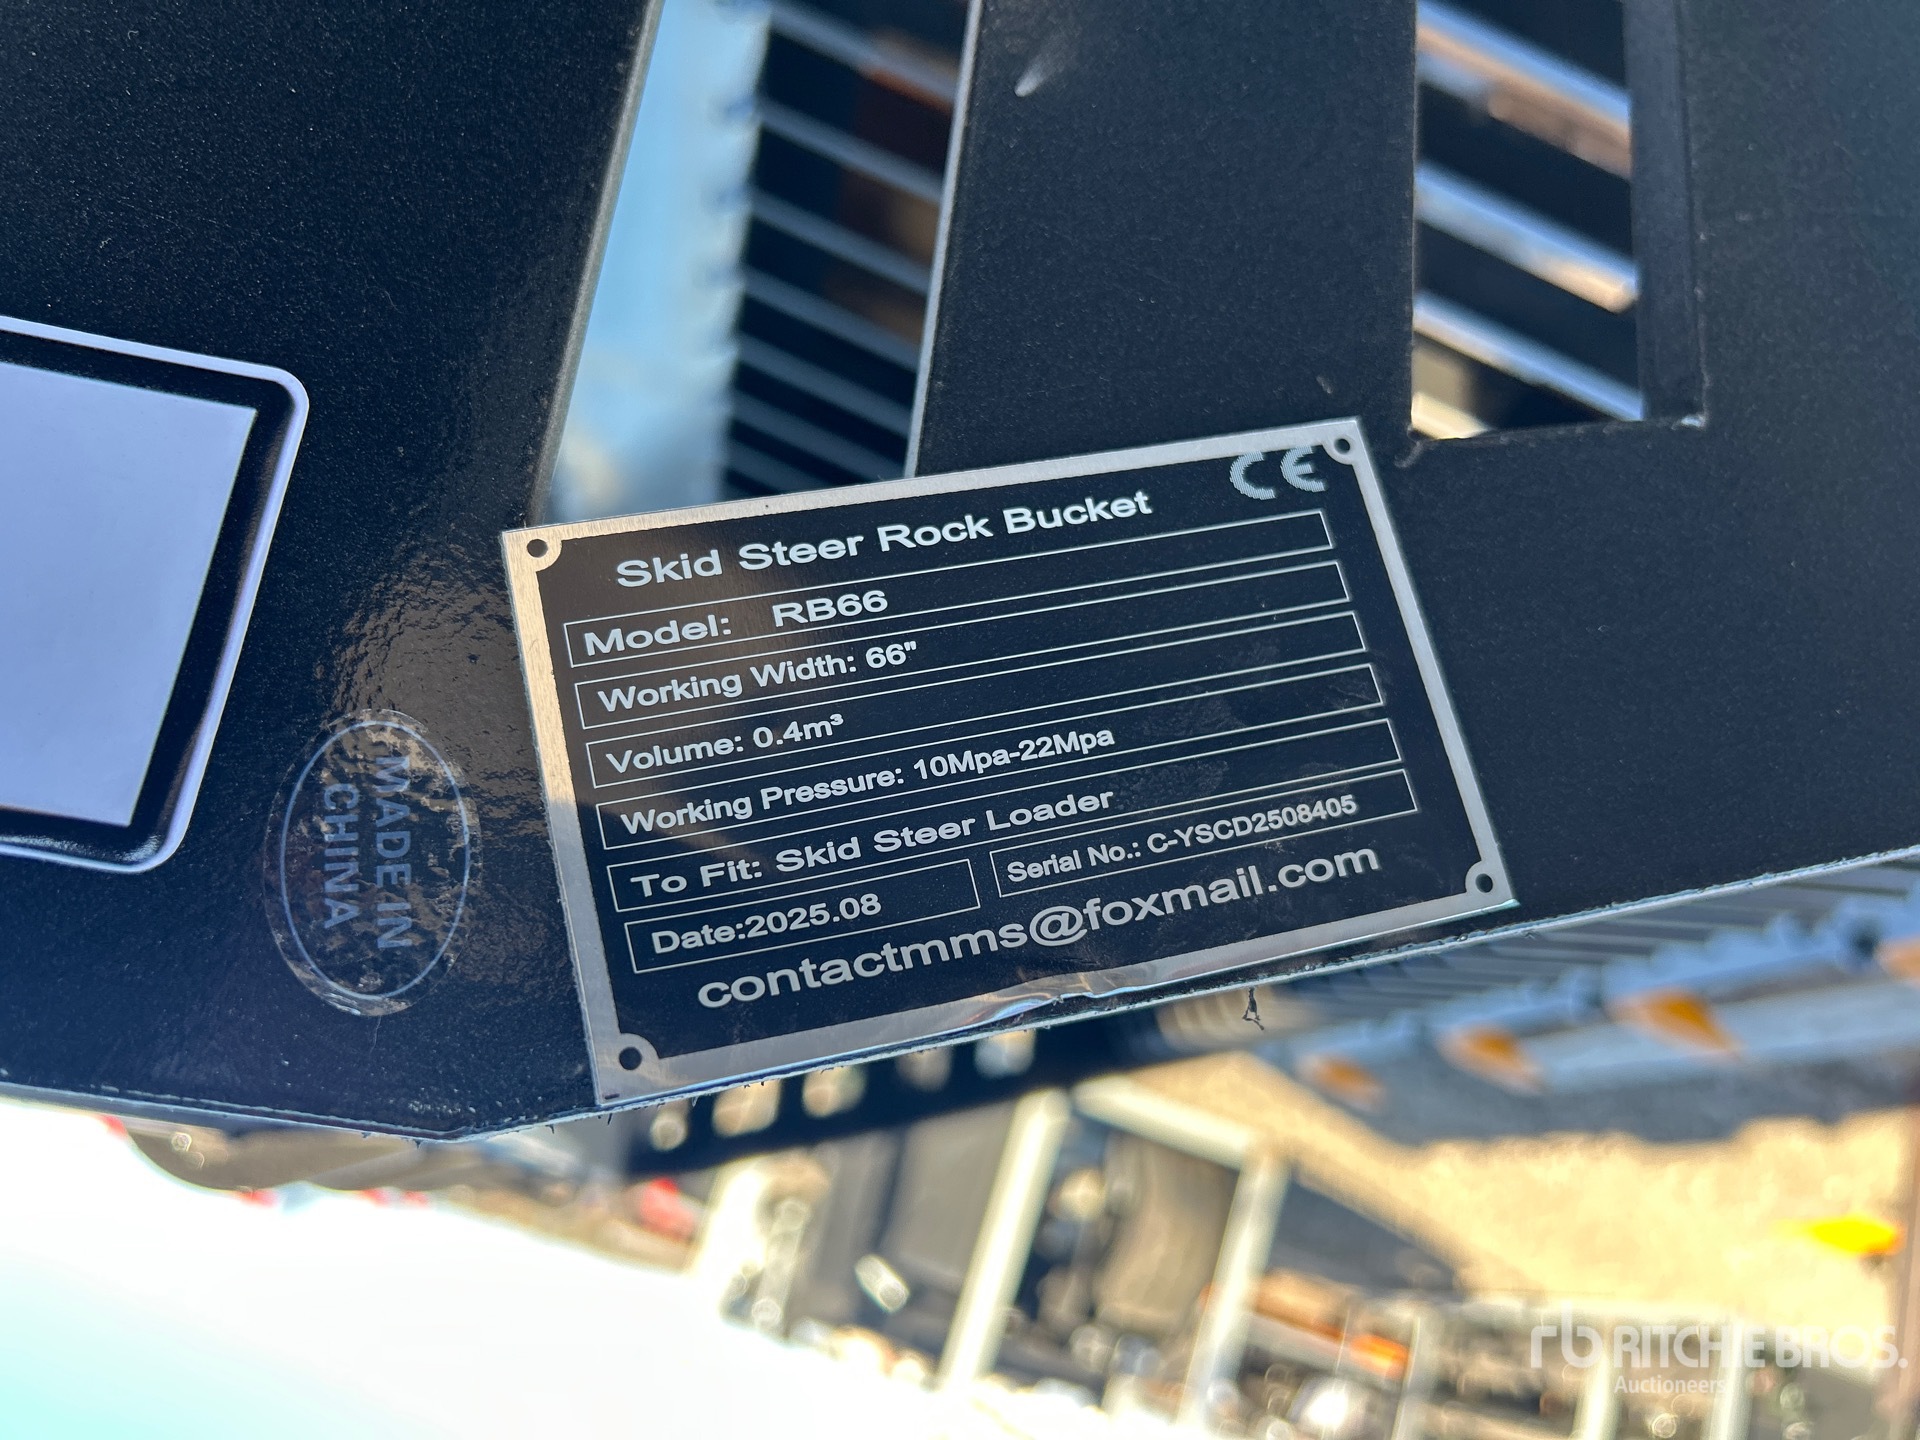 CE
Skid Steer Rock Bucket
Model: RB66
Working Width: 66"
Volume: 0.4m³
Working Pressure: 10Mpa-22Mpa
To Fit: Skid Steer Loader
Date:2025.08
Serial No.: C-YSCD2508405
contactmms@foxmail.com
MADE IN
CHINA
rb RITCHIE BROS.
Auctioneers